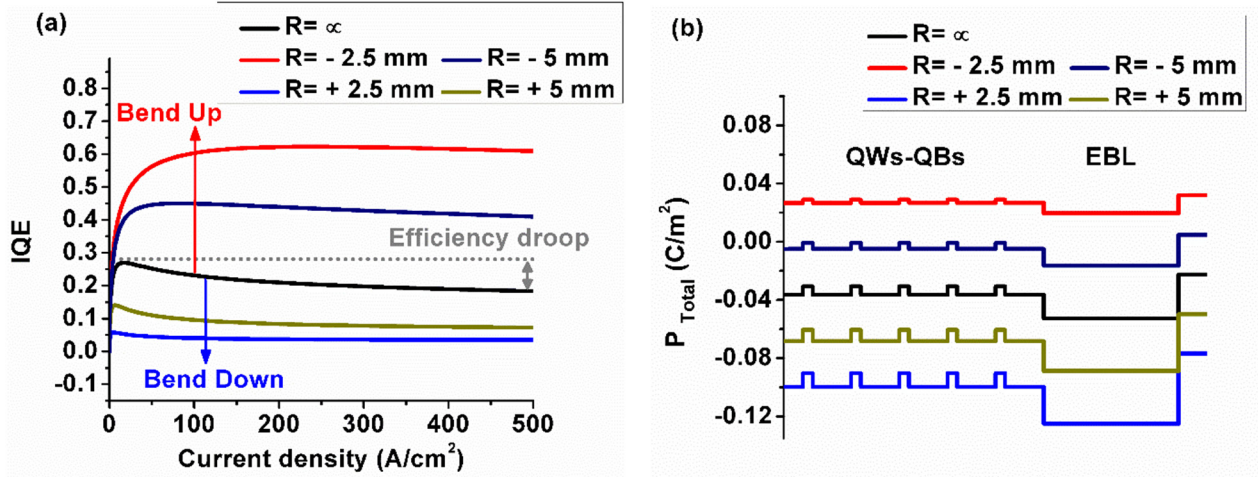 (a)
R= ∝
R= - 2.5 mm
R= - 5 mm
R= + 2.5 mm
R= + 5 mm
Bend Up
Efficiency droop
Bend Down
IQE
0.8
0.7
0.6
0.5
0.4
0.3
0.2
0.1
0.0
-0.1
0
100
200
300
400
500
Current density (A/cm²)
(b)
R= ∝
R= - 2.5 mm
R= - 5 mm
R= + 2.5 mm
R= + 5 mm
QWs-QBs
EBL
P Total (C/m²)
0.08
0.04
0.00
-0.04
-0.08
-0.12